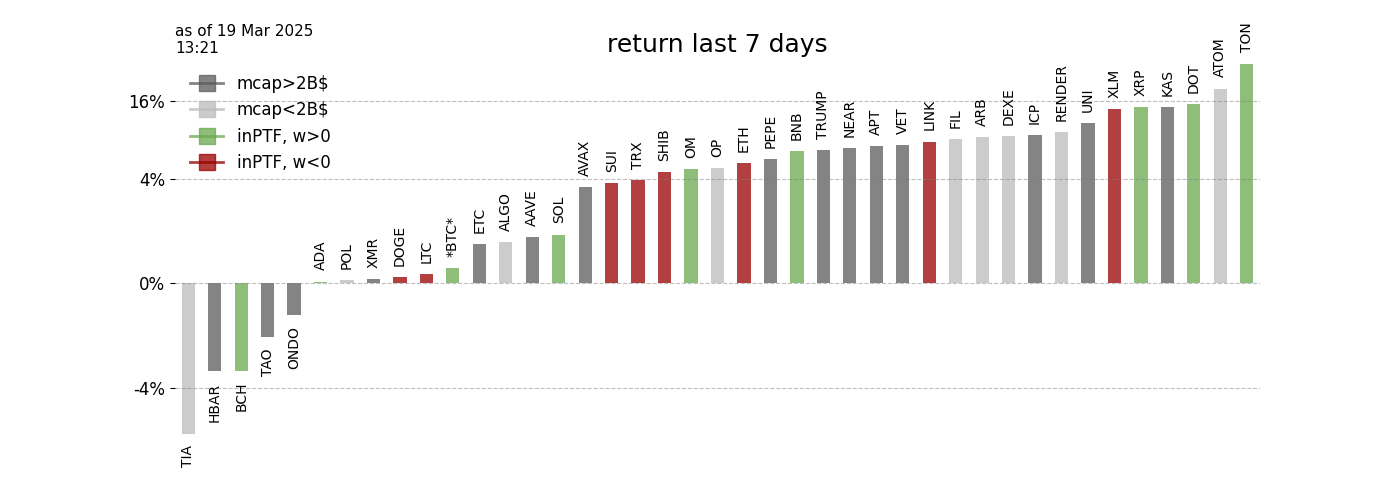 as of 19 Mar 2025
13:21
return last 7 days
mcap>2B$
mcap<2B$
inPTF, w>0
inPTF, w<0
16%
4%
0%
-4%
TIA
HBAR
BCH
TAO
ONDO
ADA
POL
XMR
DOGE
LTC
*BTC*
ETC
ALGO
AAVE
SOL
AVAX
SUI
TRX
SHIB
OM
OP
ETH
PEPE
BNB
TRUMP
NEAR
APT
VET
LINK
FIL
ARB
DEXE
ICP
RENDER
UNI
XLM
XRP
KAS
DOT
ATOM
TON